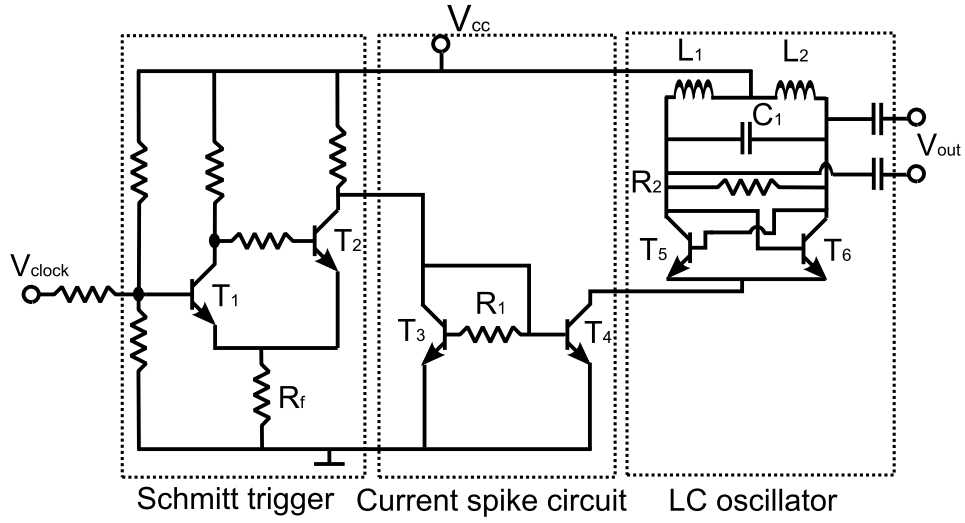 Vcc
L1
L2
C1
Vout
R2
T5
T6
Vclock
T1
T2
R1
T3
T4
Rf
Schmitt trigger
Current spike circuit
LC oscillator